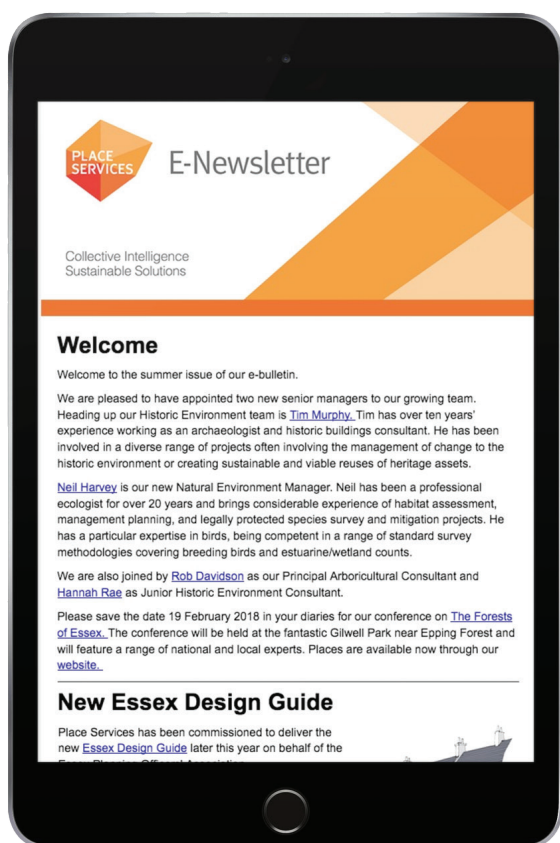 PLACE
SERVICES
E-Newsletter
Collective Intelligence
Sustainable Solutions
Welcome
Welcome to the summer issue of our e-bulletin.
We are pleased to have appointed two new senior managers to our growing team.
Heading up our Historic Environment team is Tim Murphy. Tim has over ten years'
experience working as an archaeologist and historic buildings consultant. He has been
involved in a diverse range of projects often involving the management of change to the
historic environment or creating sustainable and viable reuses of heritage assets.
Neil Harvey is our new Natural Environment Manager. Neil has been a professional
ecologist for over 20 years and brings considerable experience of habitat assessment,
management planning, and legally protected species survey and mitigation projects. He
has a particular expertise in birds, being competent in a range of standard survey
methodologies covering breeding birds and estuarine/wetland counts.
We are also joined by Rob Davidson as our Principal Arboricultural Consultant and
Hannah Rae as Junior Historic Environment Consultant.
Please save the date 19 February 2018 in your diaries for our conference on The Forests
of Essex. The conference will be held at the fantastic Gilwell Park near Epping Forest and
will feature a range of national and local experts. Places are available now through our
website.
New Essex Design Guide
Place Services has been commissioned to deliver the
new Essex Design Guide later this year on behalf of the